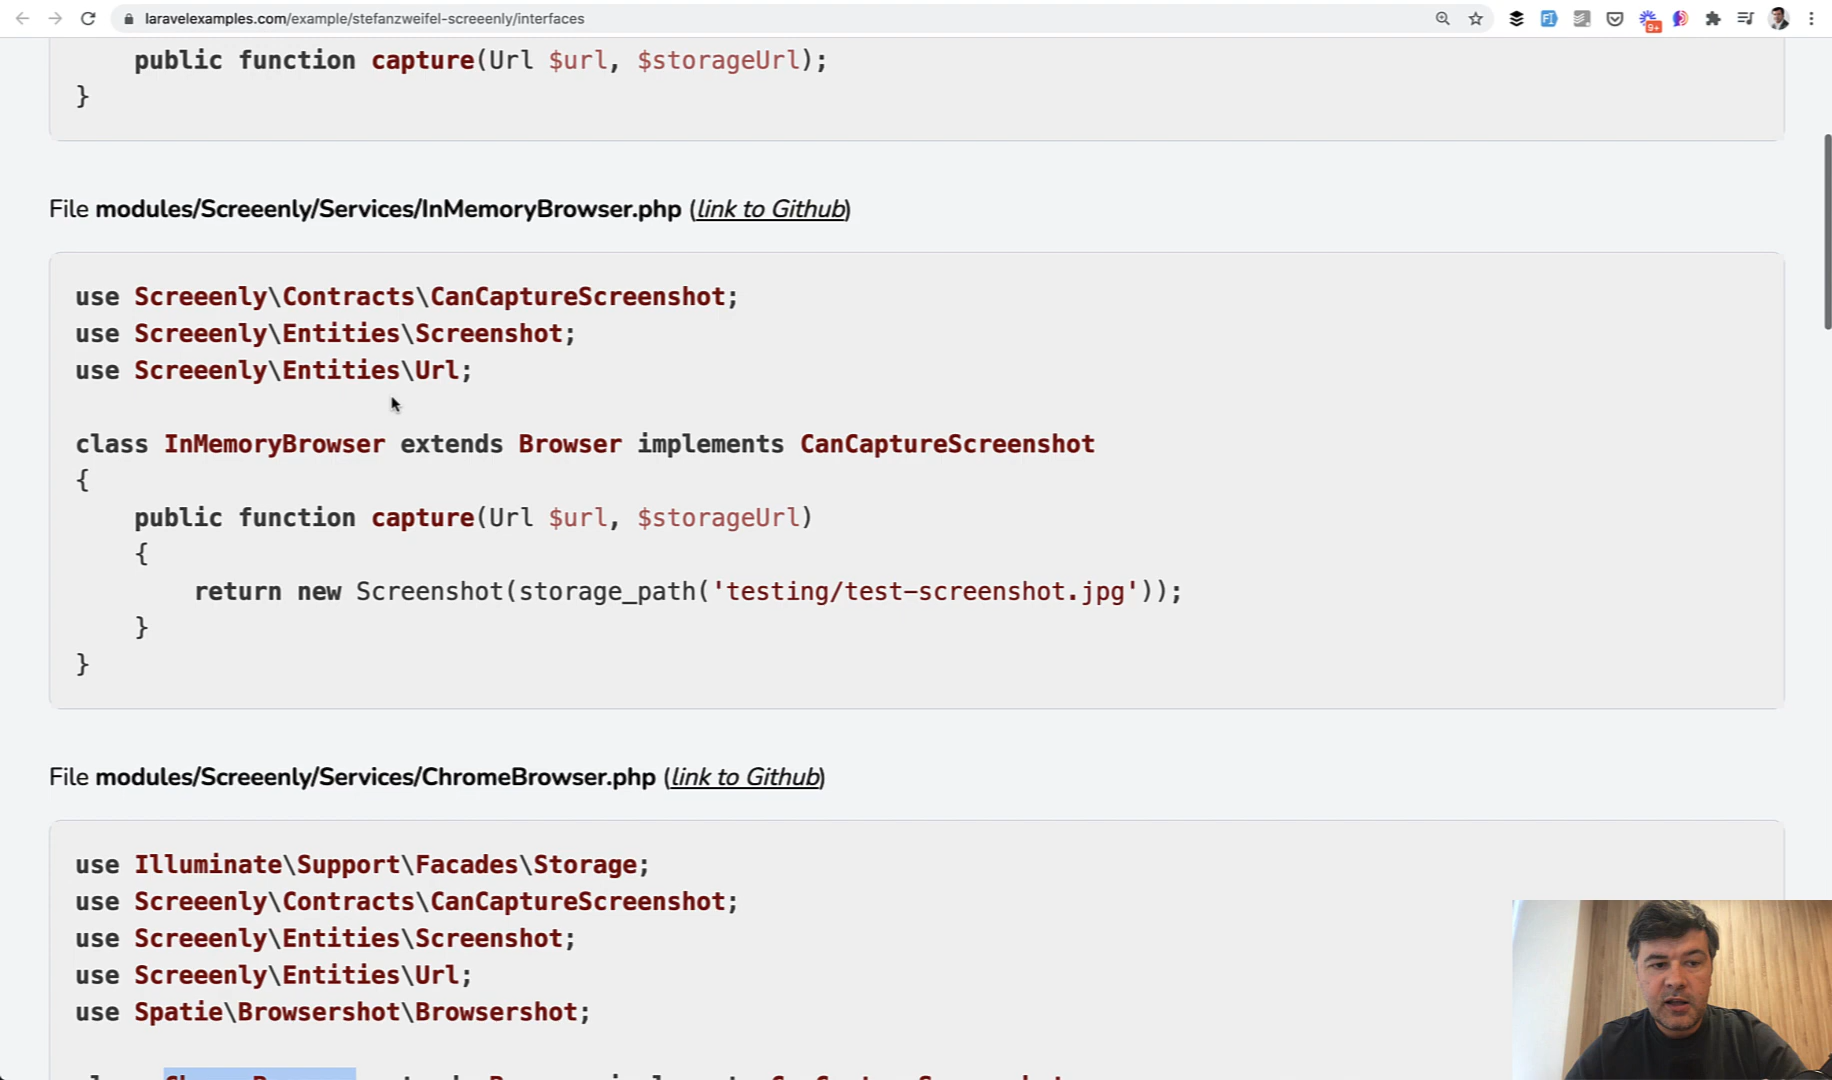 laravelexamples.com/example/stefanzweifel-screeenly/interfaces
9+
public function capture(Url $url, $storageUrl);
}
File modules/Screeenly/Services/InMemoryBrowser.php (link to Github)
use Screeenly\Contracts\CanCaptureScreenshot;
use Screeenly\Entities\Screenshot;
use Screeenly\Entities\Url;
class InMemoryBrowser extends Browser implements CanCaptureScreenshot
{
public function capture(Url $url, $storageUrl)
{
return new Screenshot(storage_path('testing/test-screenshot.jpg'));
}
}
File modules/Screeenly/Services/ChromeBrowser.php (link to Github)
use Illuminate\Support\Facades\Storage;
use Screeenly\Contracts\CanCaptureScreenshot;
use Screeenly\Entities\Screenshot;
use Screeenly\Entities\Url;
use Spatie\Browsershot\Browsershot;